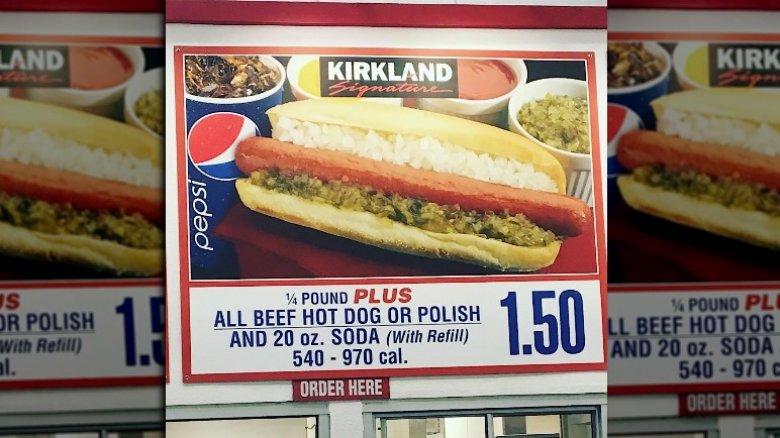 KIRKLAND
Signature
pepsi
¼ POUND PLUS
ALL BEEF HOT DOG OR POLISH
AND 20 oz. SODA (With Refill)
540 - 970 cal.
1.50
ORDER HERE